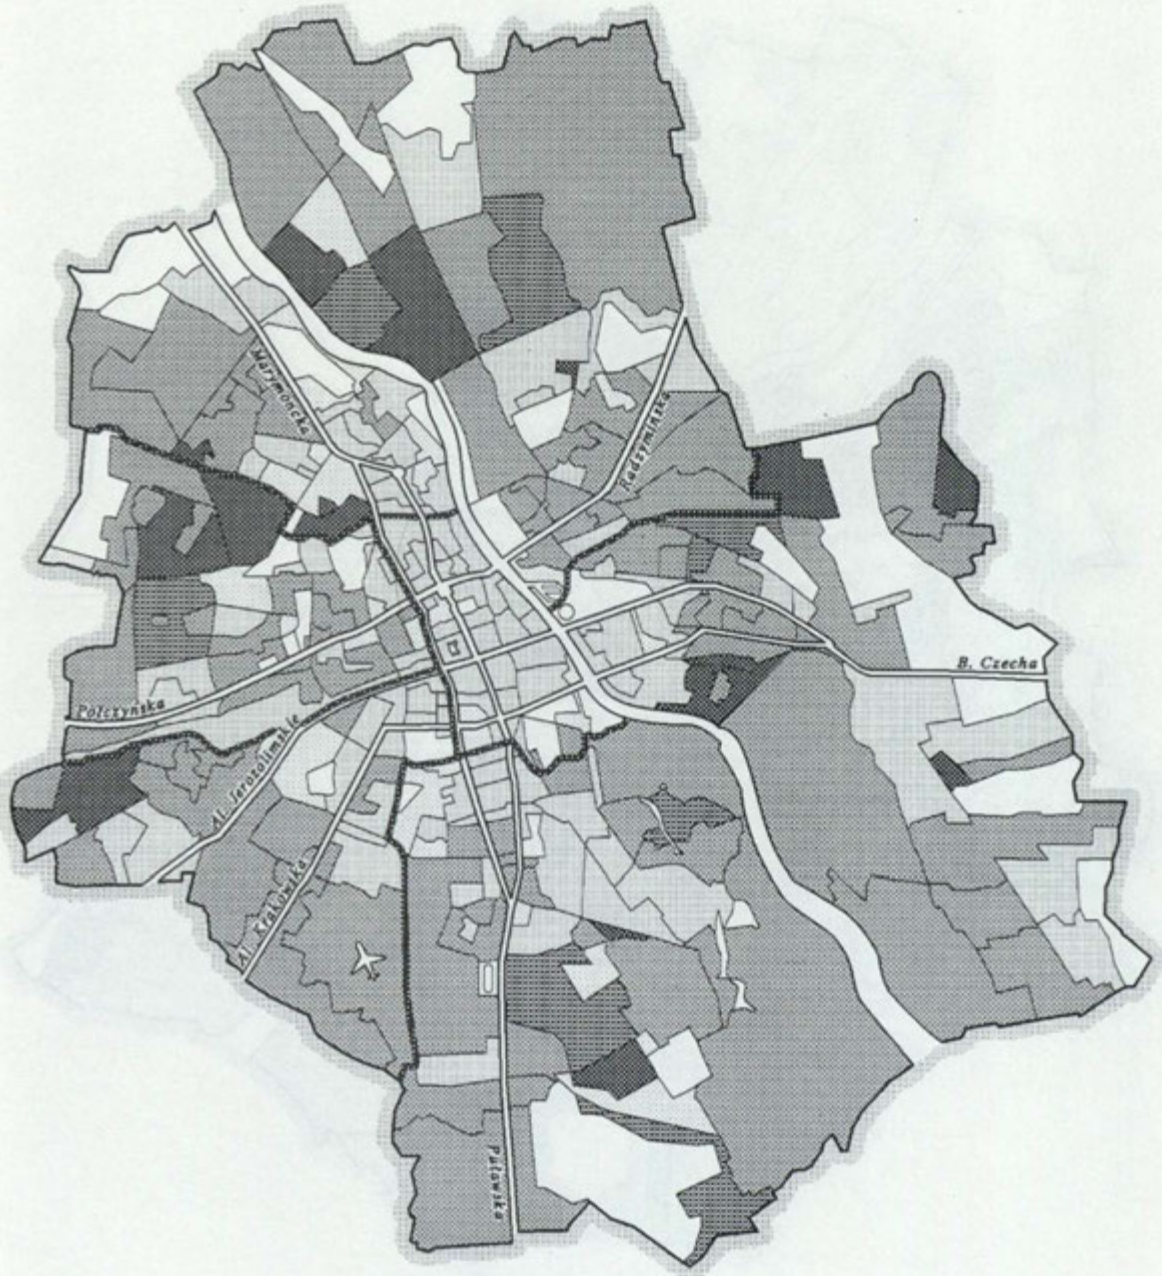 Marymoncka
Radzymińska
B. Czecha
Połczyńska
Al. Jerozolimskie
Al. Krakowska
Puławska